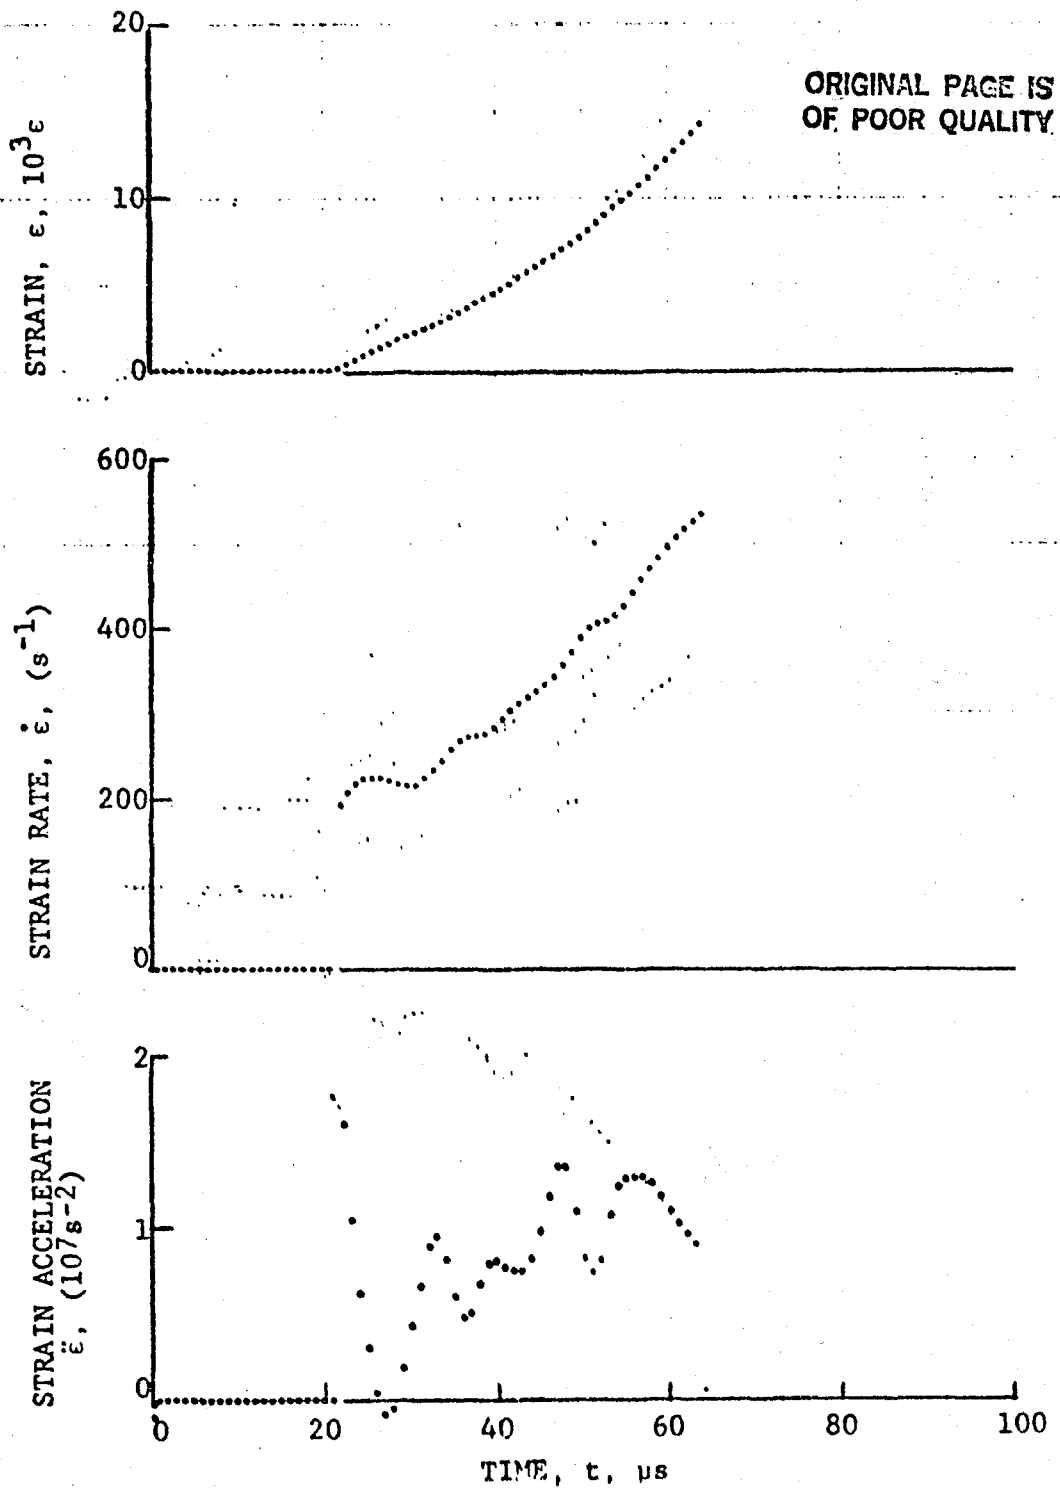 ORIGINAL PAGE IS
OF POOR QUALITY
20
10
0
STRAIN, ε, 10³ε
600
400
200
0
STRAIN RATE, ε̇, (s⁻¹)
2
1
0
STRAIN ACCELERATION
ε̈, (10⁷s⁻²)
0 20 40 60 80 100
TIME, t, μs